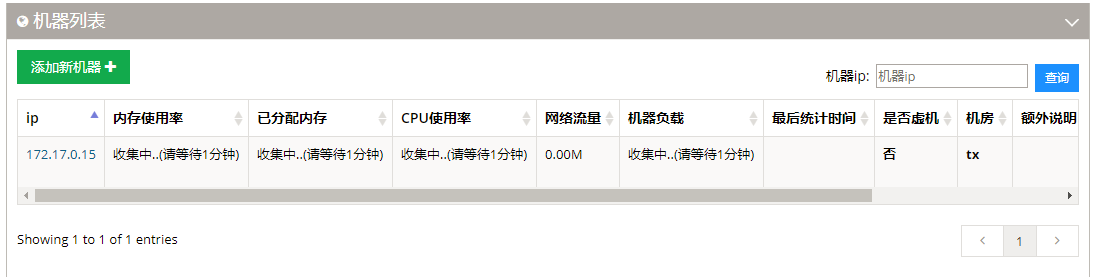 机器列表
添加新机器
机器ip: 机器ip 查询
ip 内存使用率 已分配内存 CPU使用率 网络流量 机器负载 最后统计时间 是否虚机 机房 额外说明
172.17.0.15 收集中..(请等待1分钟) 收集中..(请等待1分钟) 收集中..(请等待1分钟) 0.00M 收集中..(请等待1分钟) 否 tx
Showing 1 to 1 of 1 entries
1